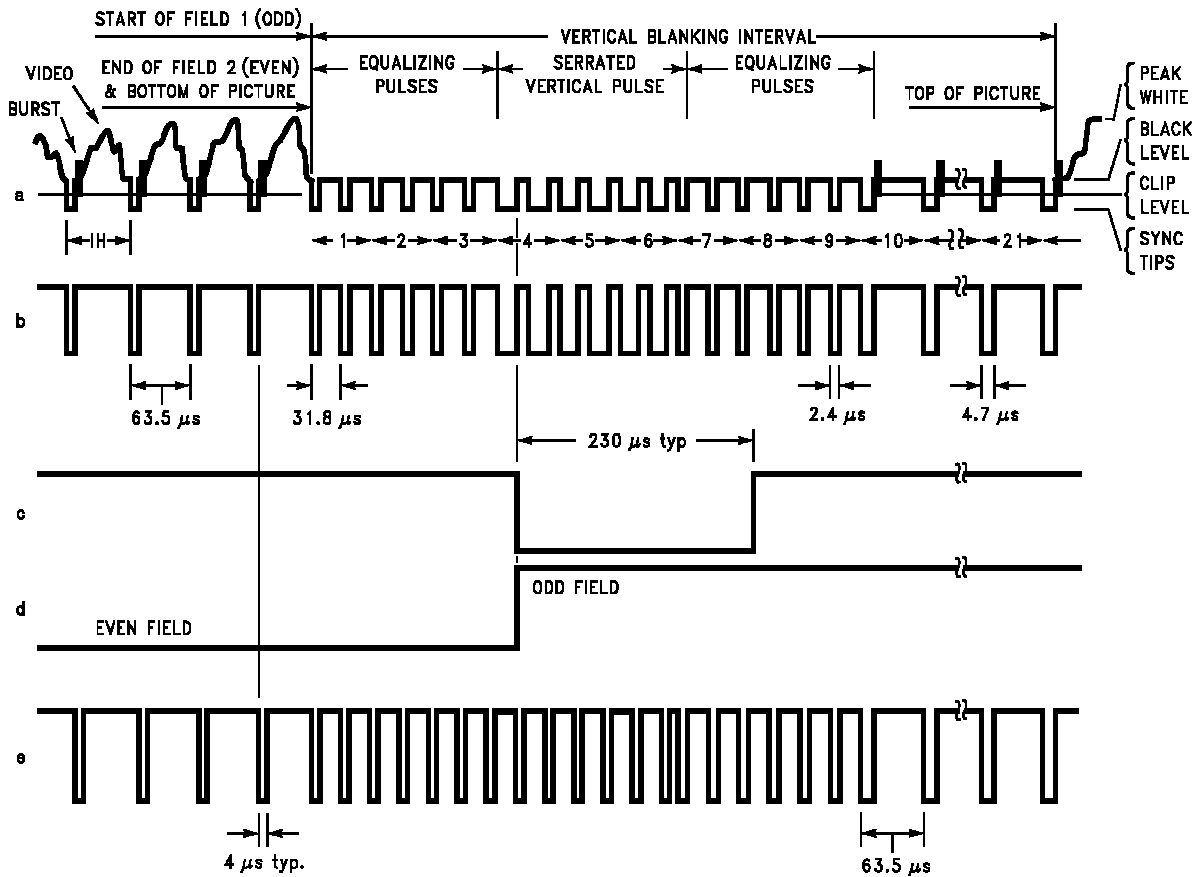 START OF FIELD 1 (ODD)
VERTICAL BLANKING INTERVAL
END OF FIELD 2 (EVEN)
& BOTTOM OF PICTURE
EQUALIZING
PULSES
SERRATED
VERTICAL PULSE
EQUALIZING
PULSES
TOP OF PICTURE
VIDEO
BURST
PEAK
WHITE
BLACK
LEVEL
CLIP
LEVEL
SYNC
TIPS
a
IH
1 2 3 4 5 6 7 8 9 10 21
b
63.5 μs
31.8 μs
2.4 μs
4.7 μs
230 μs typ
c
d
ODD FIELD
EVEN FIELD
e
4 μs typ.
63.5 μs